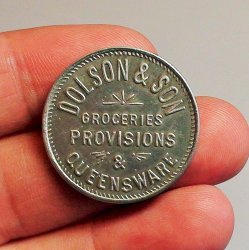 DOLSON & SON
GROCERIES
PROVISIONS
&
QUEENSWARE